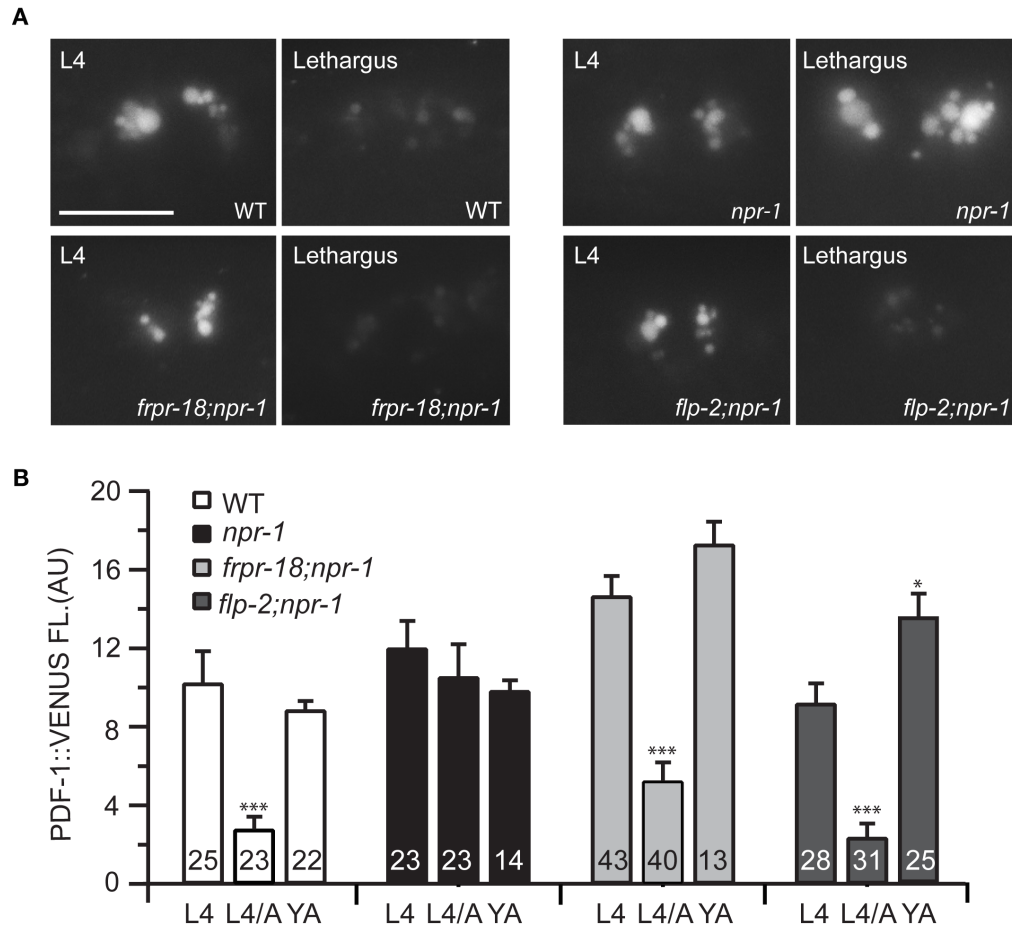 A
L4 Lethargus L4 Lethargus
WT WT npr-1 npr-1
L4 Lethargus L4 Lethargus
frpr-18;npr-1 frpr-18;npr-1 flp-2;npr-1 flp-2;npr-1
B
PDF-1::VENUS FL.(AU)
20
16
12
8
4
0
WT
npr-1
frpr-18;npr-1
flp-2;npr-1
*** *** *** *
25 23 22 23 23 14 43 40 13 28 31 25
L4 L4/A YA L4 L4/A YA L4 L4/A YA L4 L4/A YA